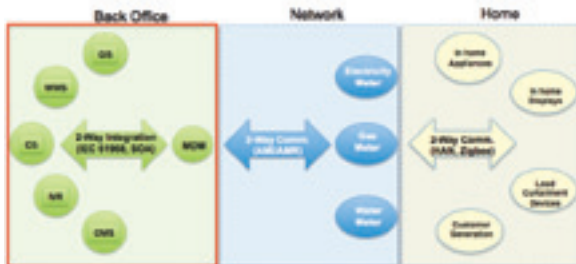 Back Office
Network
Home
GIS
WMS
CIS
IVR
OMS
2-Way Integration
(IEC 61968, SOA)
MDM
2-Way Comm.
(AMI/AMR)
Electricity
Meter
Gas
Meter
Water
Meter
2-Way Comm.
(HAN, Zigbee)
In home
Appliances
In home
Displays
Load
Curtailment
Devices
Customer
Generation